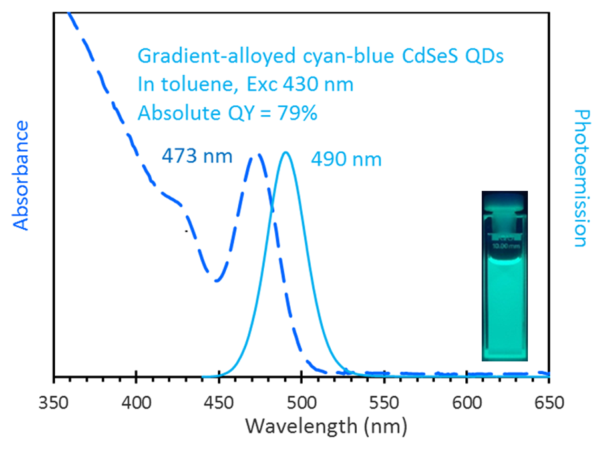 Gradient-alloyed cyan-blue CdSeS QDs
In toluene, Exc 430 nm
Absolute QY = 79%
473 nm
490 nm
Absorbance
Photoemission
350 400 450 500 550 600 650
Wavelength (nm)